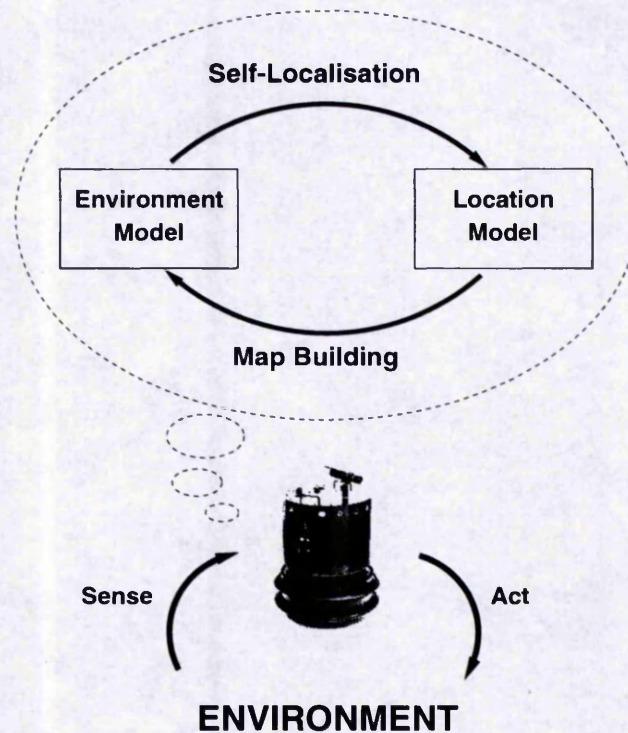 Self-Localisation
Environment
Model
Location
Model
Map Building
Sense
Act
ENVIRONMENT